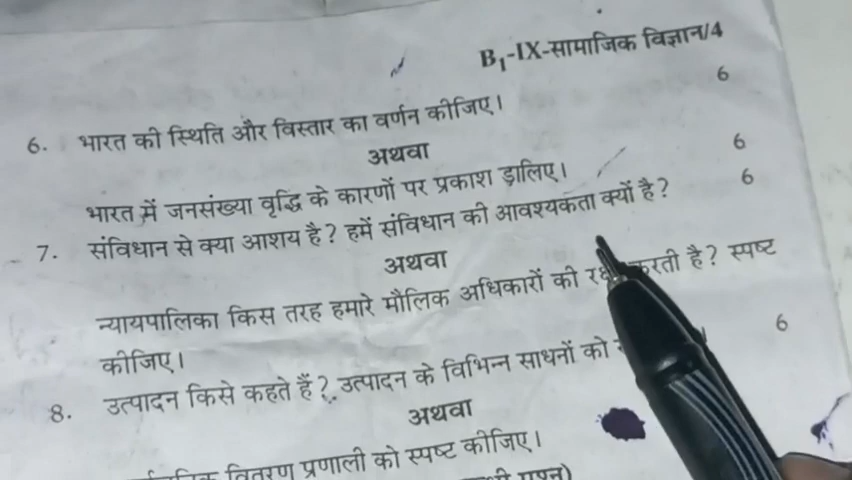 B₁-IX-सामाजिक विज्ञान/4
6. भारत की स्थिति और विस्तार का वर्णन कीजिए। 6
अथवा
भारत में जनसंख्या वृद्धि के कारणों पर प्रकाश ड़ालिए। 6
7. संविधान से क्या आशय है? हमें संविधान की आवश्यकता क्यों है? 6
अथवा
न्यायपालिका किस तरह हमारे मौलिक अधिकारों की करती है? स्पष्ट
कीजिए।
8. उत्पादन किसे कहते हैं? उत्पादन के विभिन्न साधनों को 6
अथवा
वितरण प्रणाली को स्पष्ट कीजिए।